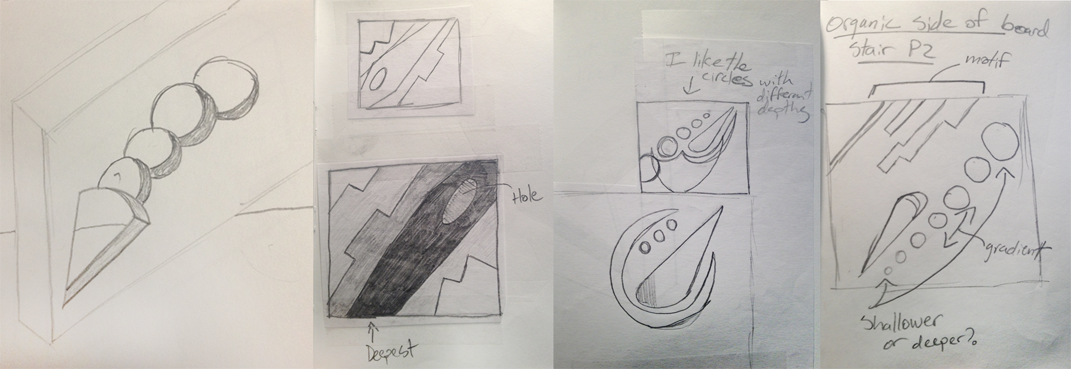 Hole
Deepest
I like the
circles with
different
depths
Organic side of board
Stair P2
motif
gradient
Shallower
or deeper?